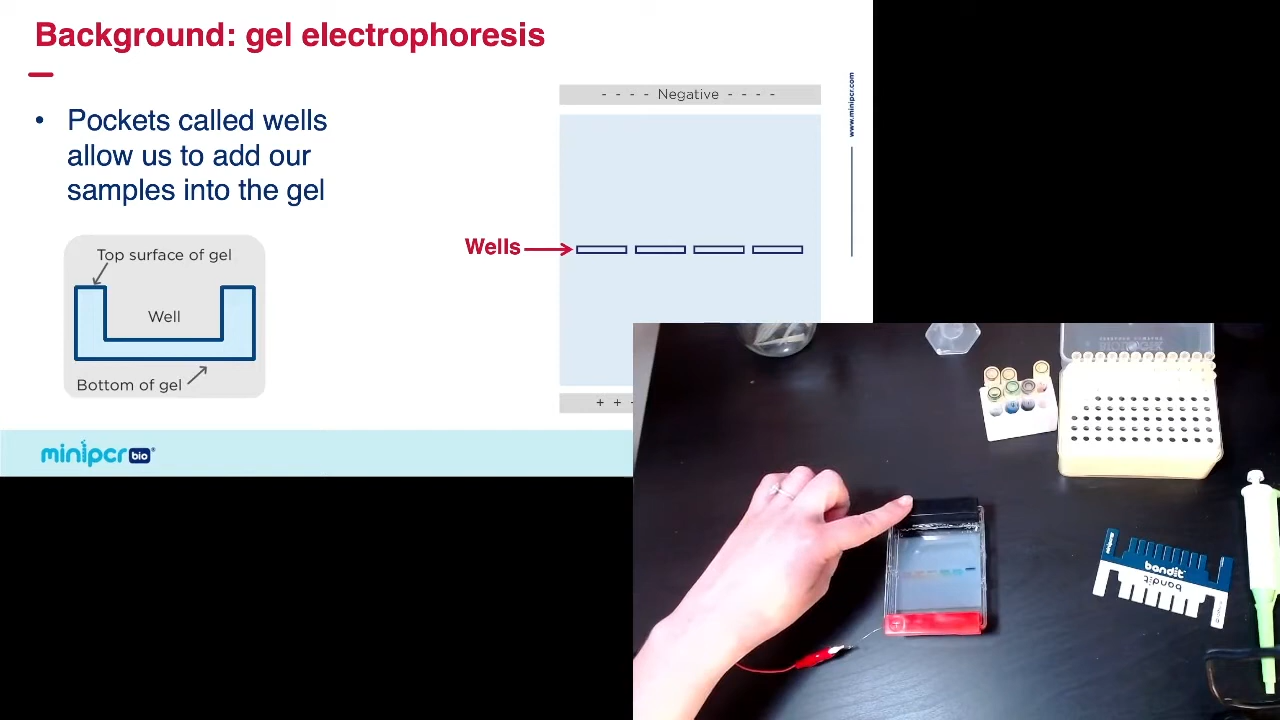 Background: gel electrophoresis
• Pockets called wells
allow us to add our
samples into the gel
- - - - Negative - - - -
www.minipcr
Wells
Top surface of gel
Well
Bottom of gel
+ +
minipcr bio
bandit
bandit